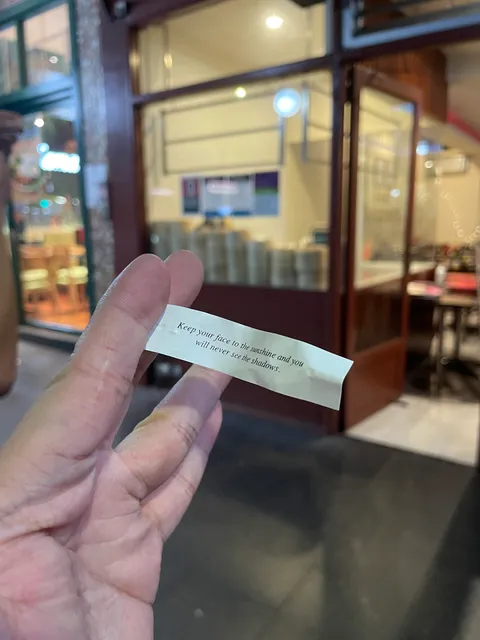 Keep your face to the sunshine and you
will never see the shadows.